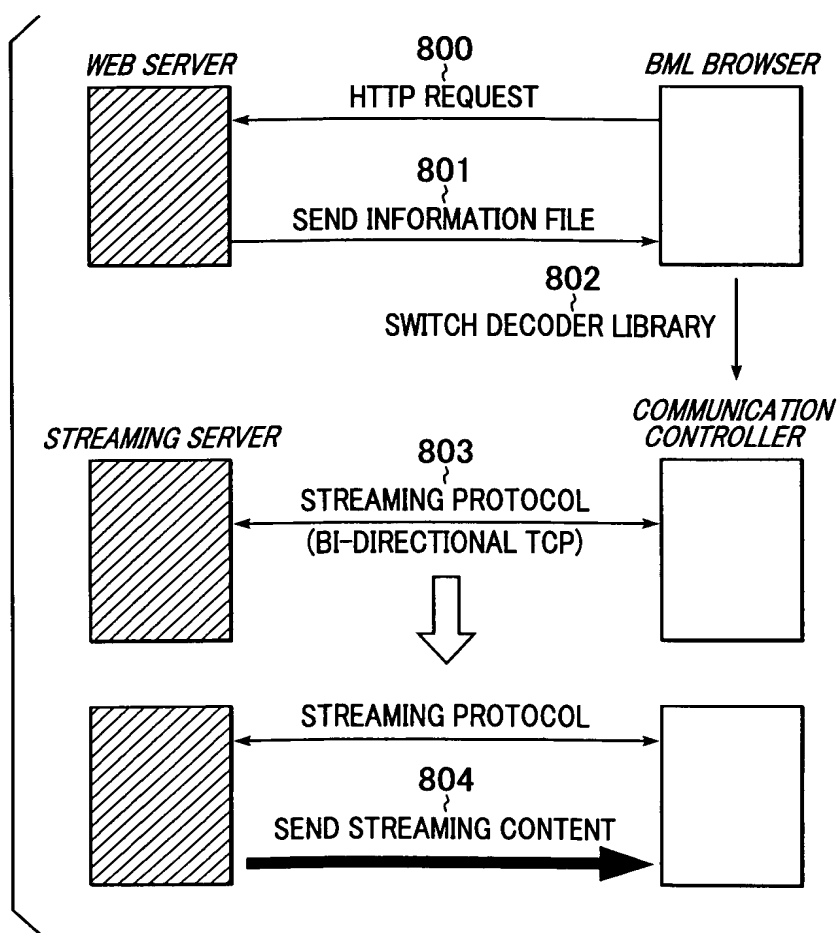 800
WEB SERVER
BML BROWSER
HTTP REQUEST
801
SEND INFORMATION FILE
802
SWITCH DECODER LIBRARY
COMMUNICATION
CONTROLLER
STREAMING SERVER
803
STREAMING PROTOCOL
(BI-DIRECTIONAL TCP)
STREAMING PROTOCOL
804
SEND STREAMING CONTENT